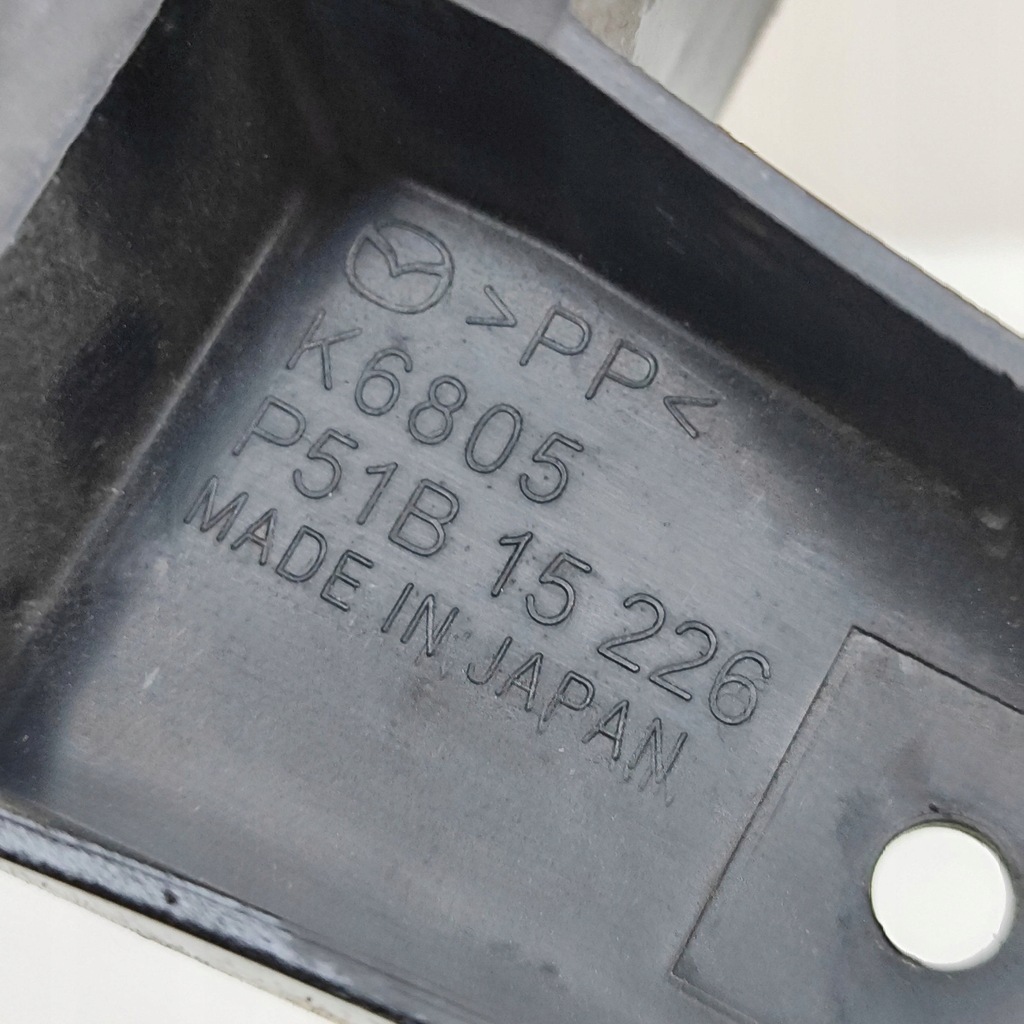 >PP<
K6805
P51B 15 226
MADE IN JAPAN